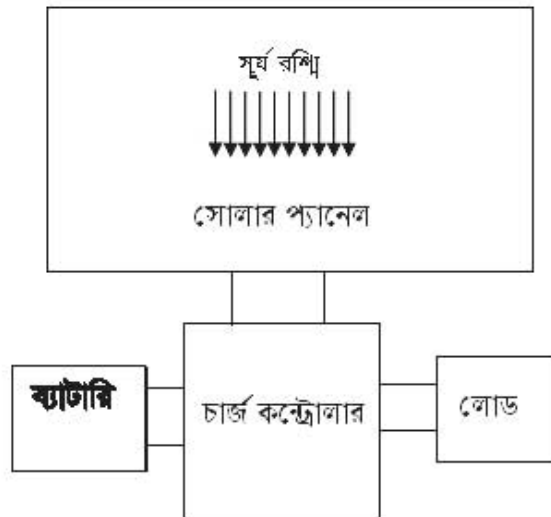 সূর্য রশ্মি
সোলার প্যানেল
ব্যাটারি
চার্জ কন্ট্রোলার
লোড